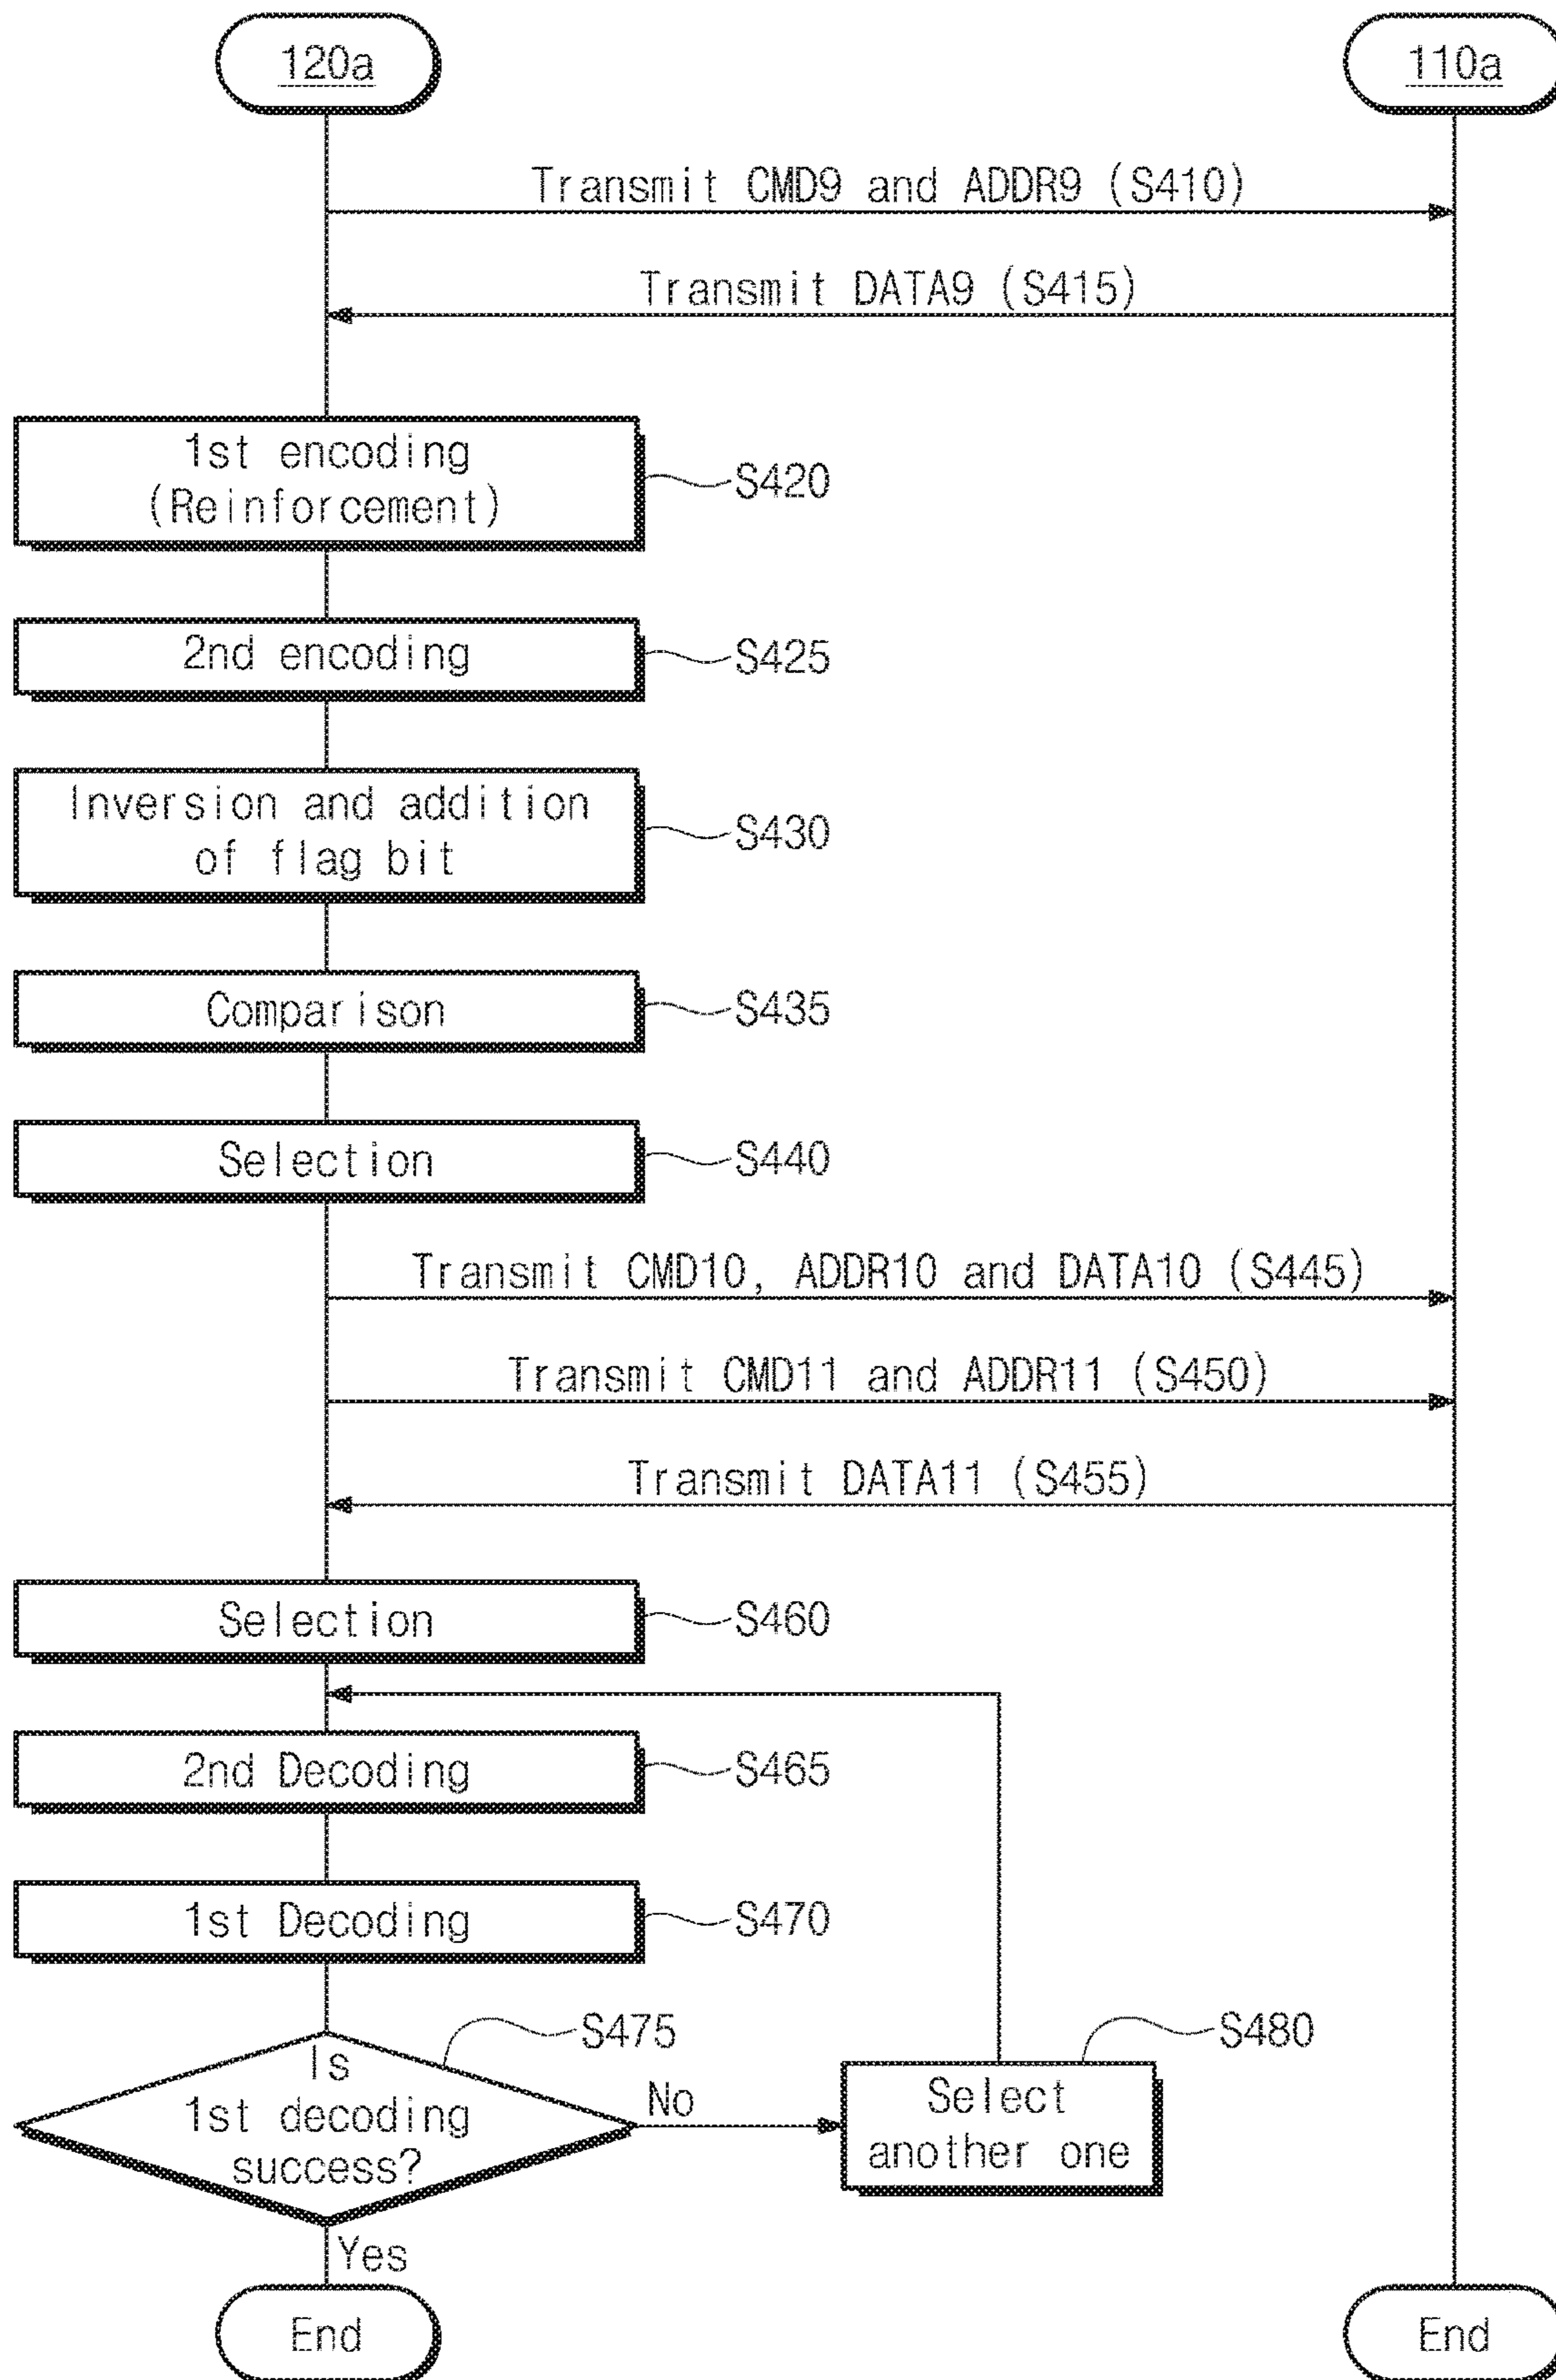 120a
110a
Transmit CMD9 and ADDR9 (S410)
Transmit DATA9 (S415)
1st encoding
(Reinforcement)
S420
2nd encoding
S425
Inversion and addition
of flag bit
S430
Comparison
S435
Selection
S440
Transmit CMD10, ADDR10 and DATA10 (S445)
Transmit CMD11 and ADDR11 (S450)
Transmit DATA11 (S455)
Selection
S460
2nd Decoding
S465
1st Decoding
S470
S475
Is
1st decoding
success?
No
S480
Select
another one
Yes
End
End